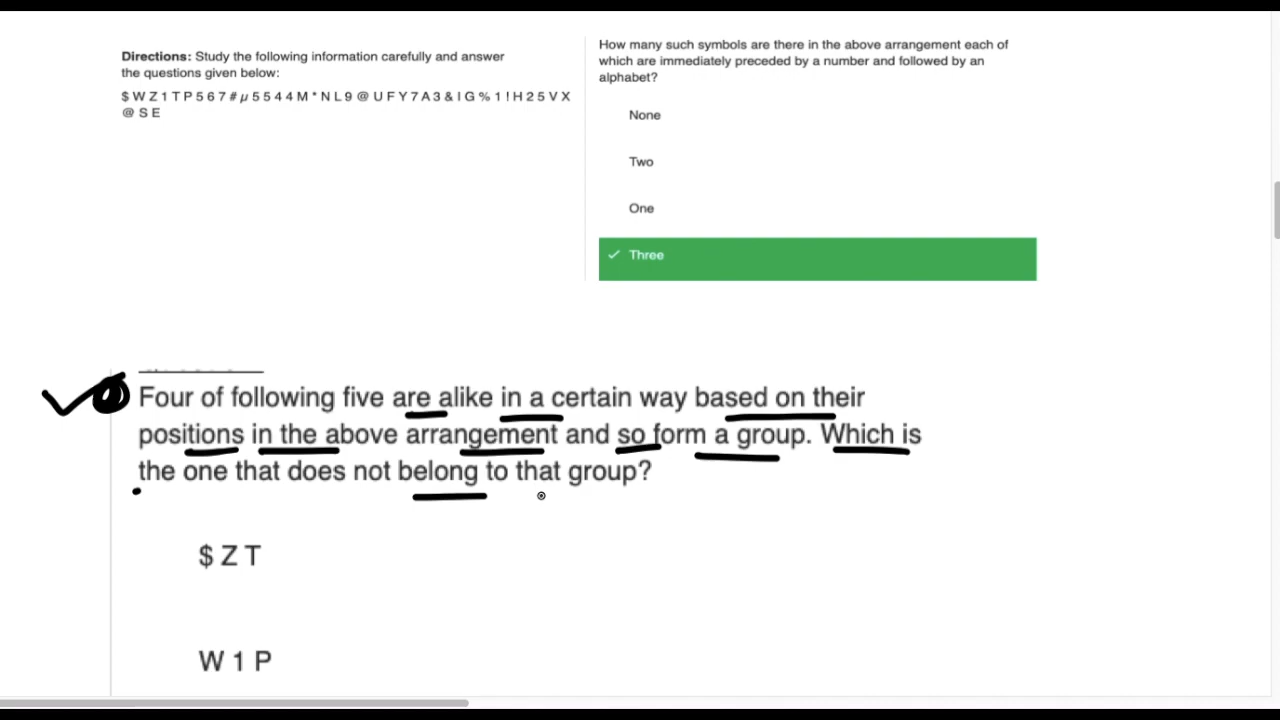 Directions: Study the following information carefully and answer
the questions given below:
$ W Z 1 T P 5 6 7 # μ 5 5 4 4 M * N L 9 @ U F Y 7 A 3 & I G % 1 ! H 2 5 V X
@ S E
How many such symbols are there in the above arrangement each of
which are immediately preceded by a number and followed by an
alphabet?
None
Two
One
Three
Four of following five are alike in a certain way based on their
positions in the above arrangement and so form a group. Which is
the one that does not belong to that group?
$ Z T
W 1 P